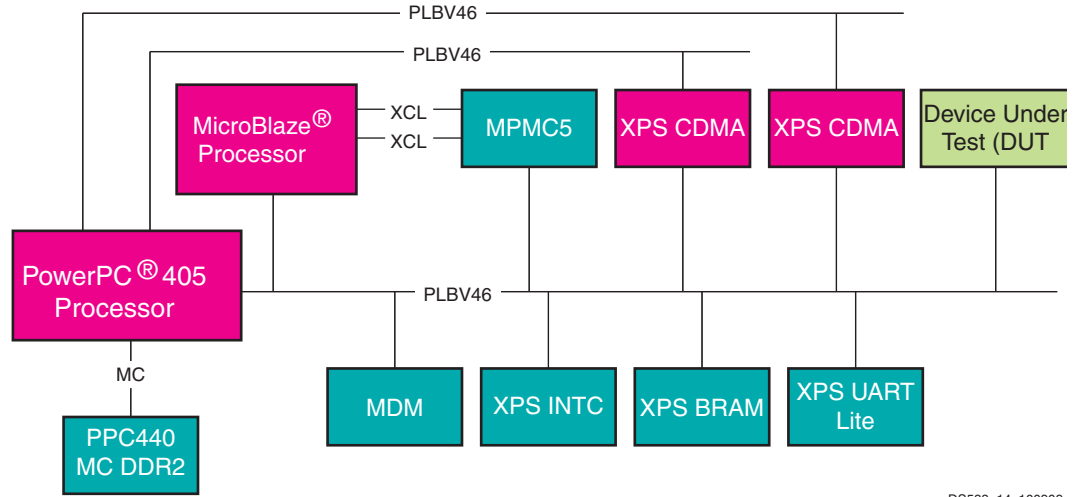 PLBV46
PLBV46
MicroBlaze®
Processor
XCL
XCL
MPMC5
XPS CDMA
XPS CDMA
Device Under
Test (DUT
PowerPC® 405
Processor
PLBV46
MC
MDM
XPS INTC
XPS BRAM
XPS UART
Lite
PPC440
MC DDR2